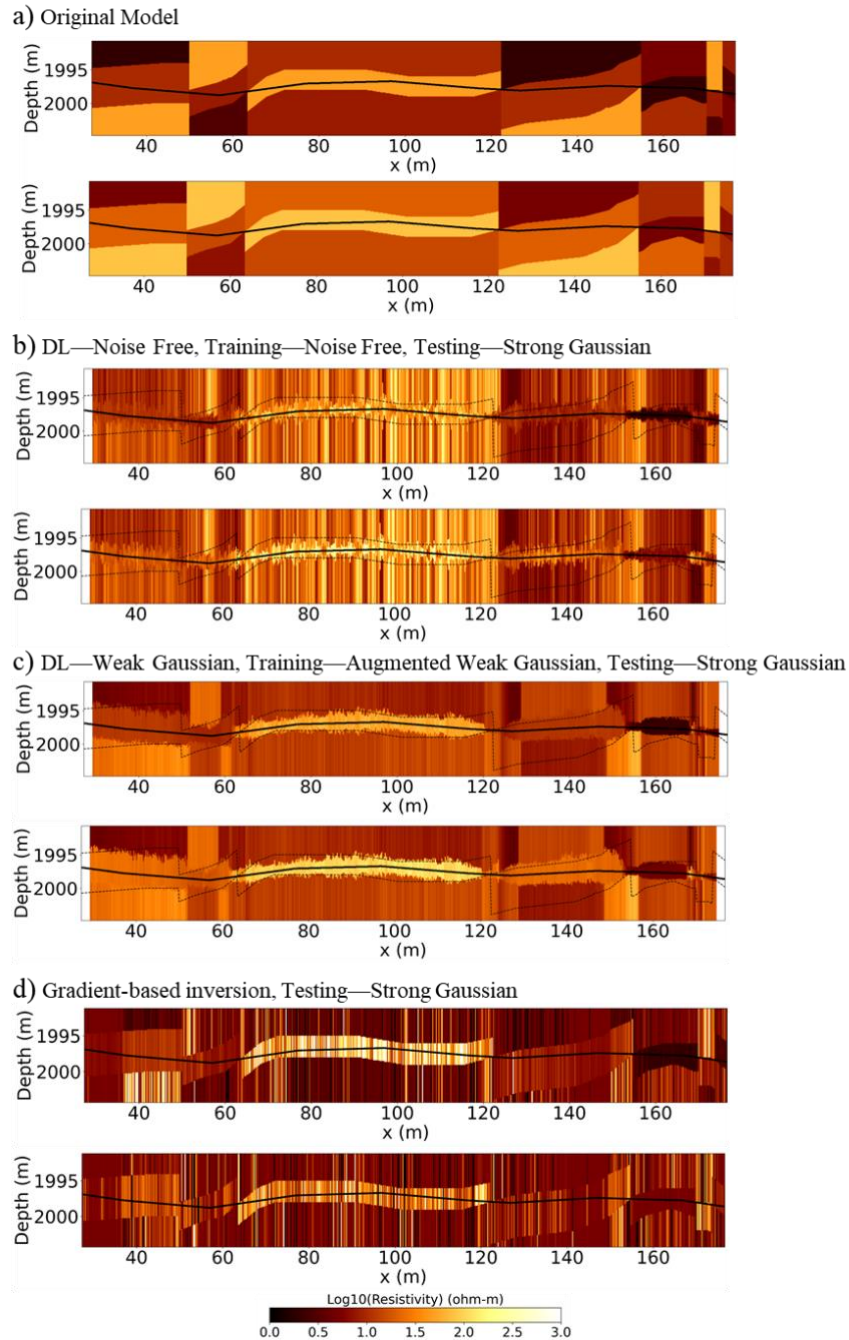 a) Original Model
Depth (m)
1995
2000
40 60 80 100 120 140 160
x (m)
Depth (m)
1995
2000
40 60 80 100 120 140 160
x (m)
b) DL—Noise Free, Training—Noise Free, Testing—Strong Gaussian
Depth (m)
1995
2000
40 60 80 100 120 140 160
x (m)
Depth (m)
1995
2000
40 60 80 100 120 140 160
x (m)
c) DL—Weak Gaussian, Training—Augmented Weak Gaussian, Testing—Strong Gaussian
Depth (m)
1995
2000
40 60 80 100 120 140 160
x (m)
Depth (m)
1995
2000
40 60 80 100 120 140 160
x (m)
d) Gradient-based inversion, Testing—Strong Gaussian
Depth (m)
1995
2000
40 60 80 100 120 140 160
x (m)
Depth (m)
1995
2000
40 60 80 100 120 140 160
x (m)
Log10(Resistivity) (ohm-m)
0.0 0.5 1.0 1.5 2.0 2.5 3.0